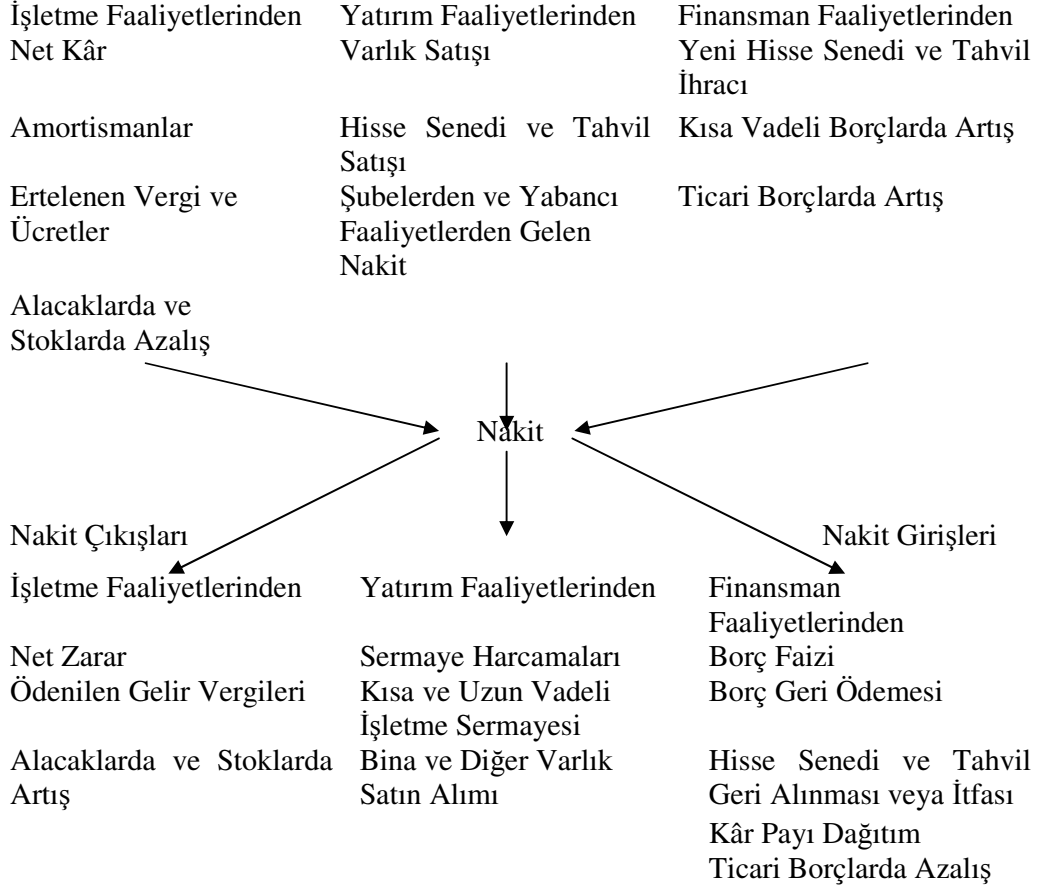 İşletme Faaliyetlerinden Yatırım Faaliyetlerinden Finansman Faaliyetlerinden
Net Kâr Varlık Satışı Yeni Hisse Senedi ve Tahvil
İhracı
Amortismanlar Hisse Senedi ve Tahvil Kısa Vadeli Borçlarda Artış
Satışı
Ertelenen Vergi ve Şubelerden ve Yabancı Ticari Borçlarda Artış
Ücretler Faaliyetlerden Gelen
Nakit
Alacaklarda ve
Stoklarda Azalış
Nakit
Nakit Çıkışları Nakit Girişleri
İşletme Faaliyetlerinden Yatırım Faaliyetlerinden Finansman
Faaliyetlerinden
Net Zarar Sermaye Harcamaları Borç Faizi
Ödenilen Gelir Vergileri Kısa ve Uzun Vadeli Borç Geri Ödemesi
İşletme Sermayesi
Alacaklarda ve Stoklarda Bina ve Diğer Varlık Hisse Senedi ve Tahvil
Artış Satın Alımı Geri Alınması veya İtfası
Kâr Payı Dağıtım
Ticari Borçlarda Azalış